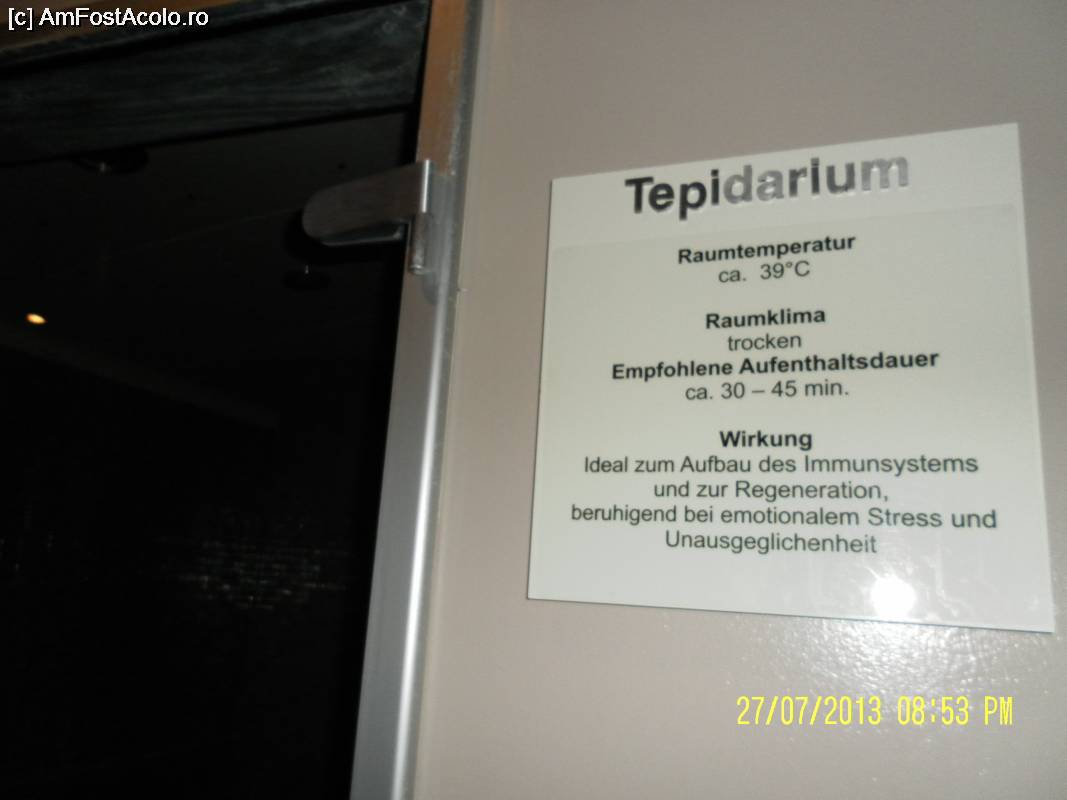 [c] AmFostAcolo.ro
Tepidarium
Raumtemperatur
ca. 39°C
Raumklima
trocken
Empfohlene Aufenthaltsdauer
ca. 30 – 45 min.
Wirkung
Ideal zum Aufbau des Immunsystems
und zur Regeneration,
beruhigend bei emotionalem Stress und
Unausgeglichenheit
27/07/2013 08:53 PM